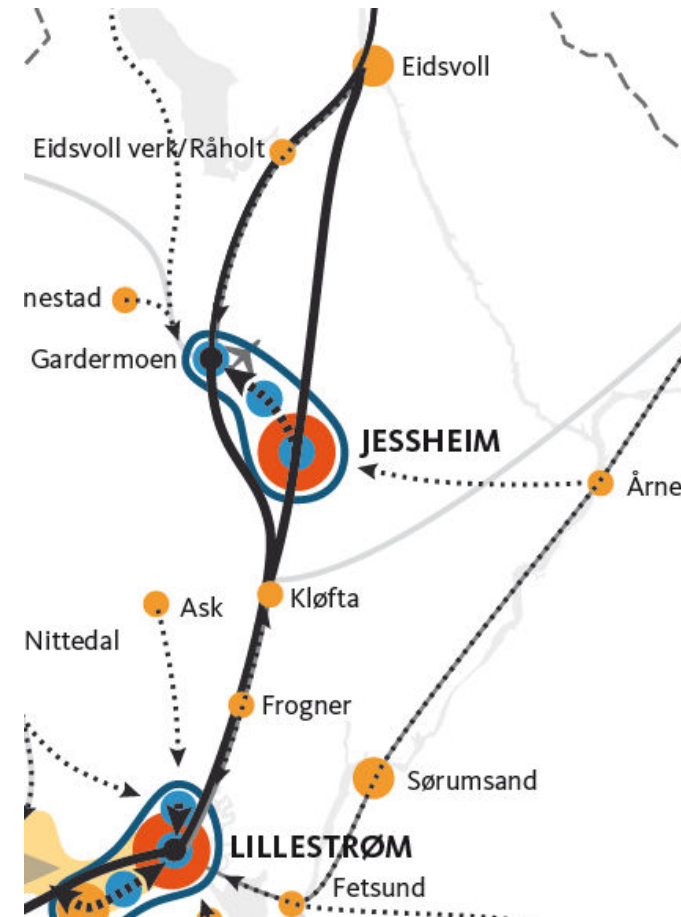 Eidsvoll
Eidsvoll verk/Råholt
nestad
Gardermoen
JESSHEIM
Årne
Kløfta
Ask
Nittedal
Frogner
Sørumsand
LILLESTRØM
Fetsund